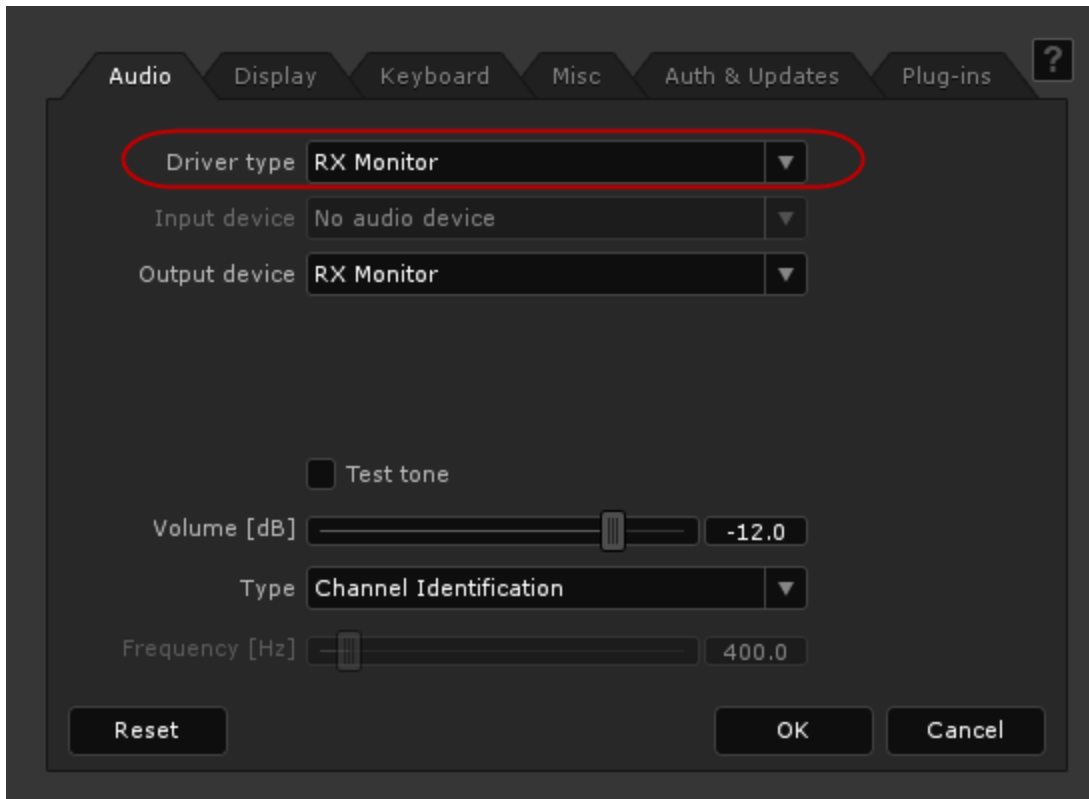 Audio Display Keyboard Misc Auth & Updates Plug-ins ?
Driver type RX Monitor
Input device No audio device
Output device RX Monitor
Test tone
Volume [dB] -12.0
Type Channel Identification
Frequency [Hz] 400.0
Reset OK Cancel